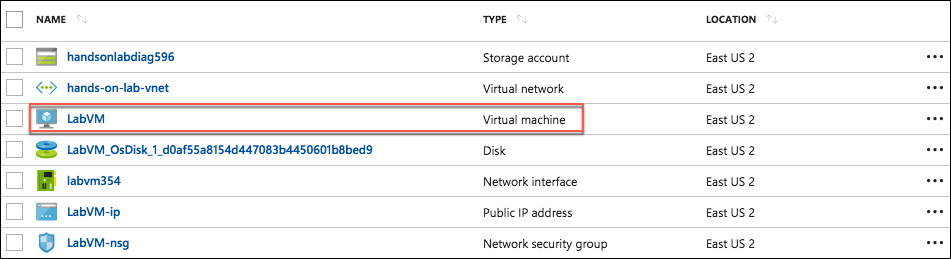 NAME TYPE LOCATION
handsonlabdiag596 Storage account East US 2
hands-on-lab-vnet Virtual network East US 2
LabVM Virtual machine East US 2
LabVM_OsDisk_1_d0af55a8154d447083b4450601b8bed9 Disk East US 2
labvm354 Network interface East US 2
LabVM-ip Public IP address East US 2
LabVM-nsg Network security group East US 2